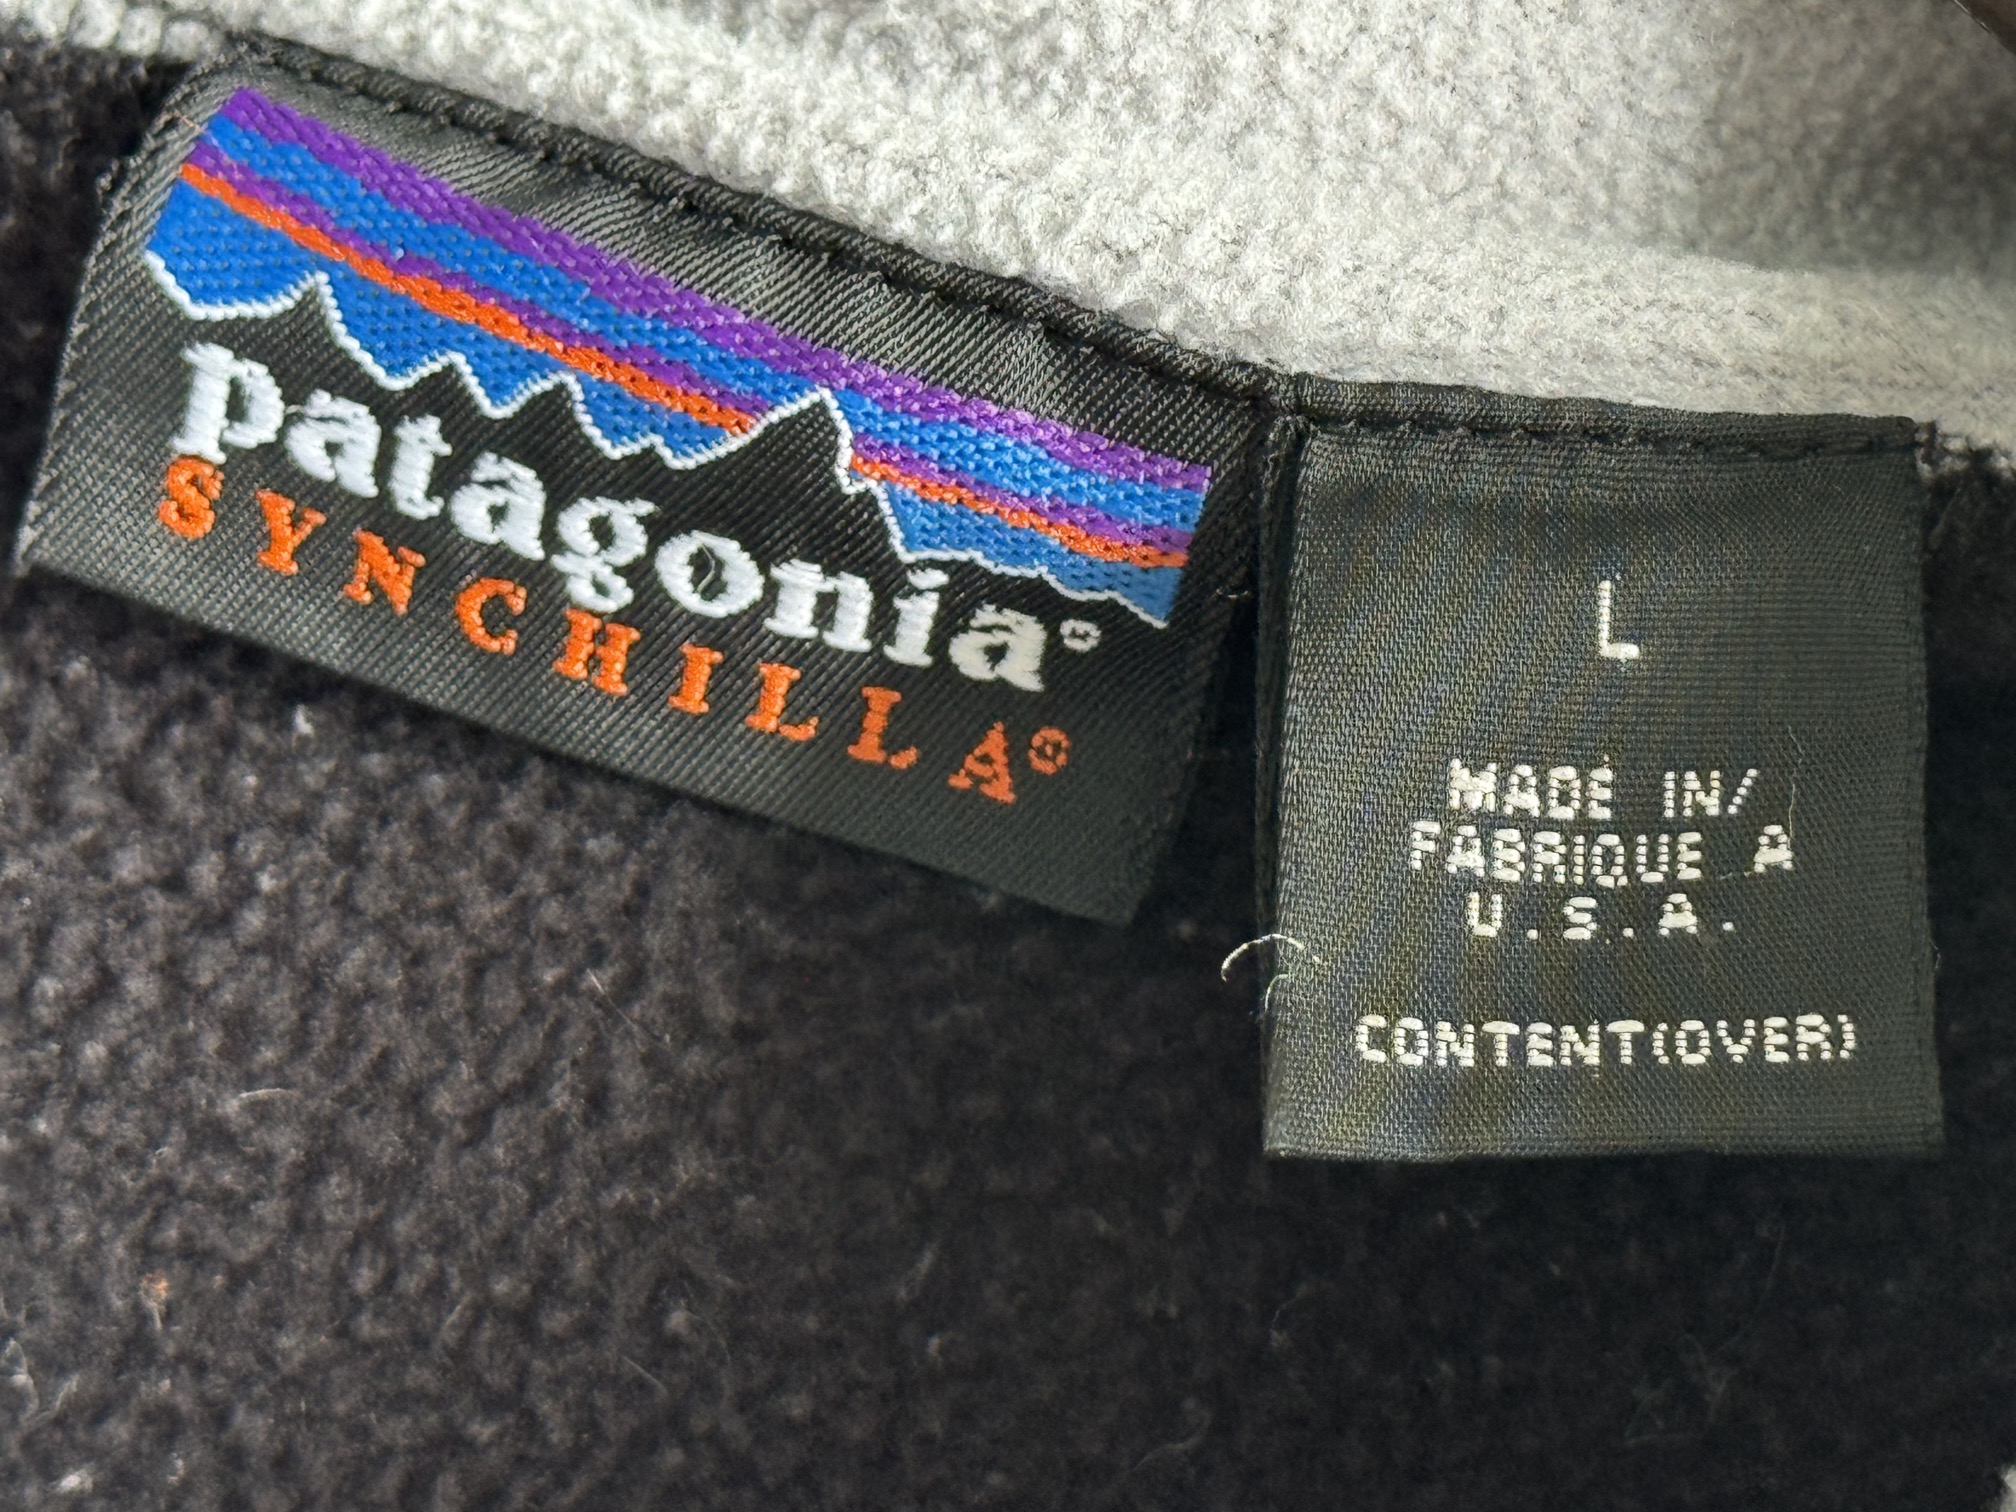 patagonia®
SYNCHILLA®
L
MADE IN/
FABRIQUE A
U.S.A.
CONTENT(OVER)